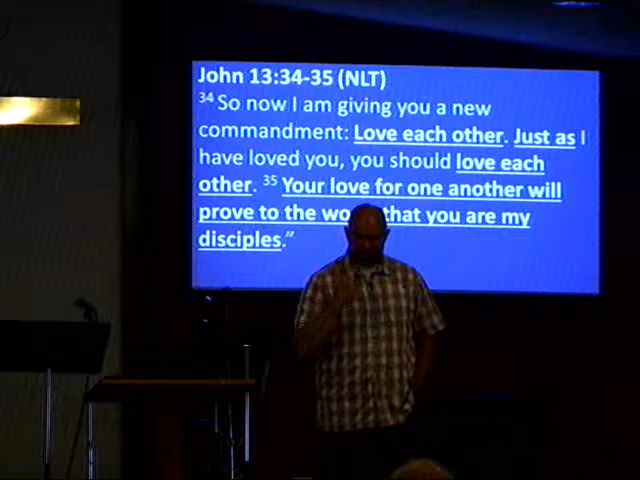 John 13:34-35 (NLT)
34 So now I am giving you a new
commandment: Love each other. Just as I
have loved you, you should love each
other. 35 Your love for one another will
prove to the wo that you are my
disciples.”